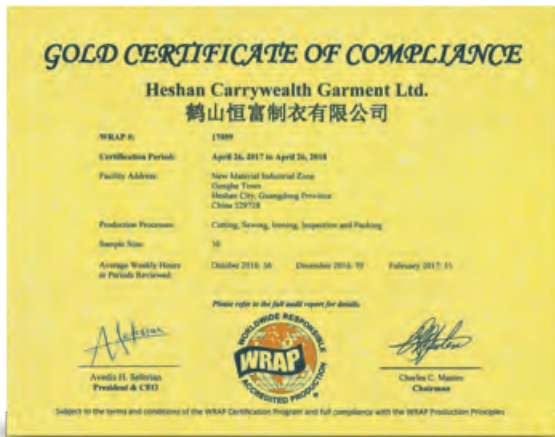 GOLD CERTIFICATE OF COMPLIANCE
Heshan Carrywealth Garment Ltd.
鹤山恒富制衣有限公司
WRAP #: 17059
Certification Period: April 26, 2017 to April 26, 2018
Facility Address: New Material Industrial Zone
Gonghe Town
Heshan City, Guangdong Province
China 529728
Production Processes: Cutting, Sewing, Ironing, Inspection and Packing
Sample Size:
Average Weekly Hours October 2016: December 2016: February 2017:
or Periods Reviewed:
Please refer to the full audit report for details.
WORLDWIDE RESPONSIBLE
WRAP
ACCREDITED PRODUCTION
Avedis H. Seferian
President & CEO
Charles C. Masten
Chairman
Subject to the terms and conditions of the WRAP Certification Program and full compliance with the WRAP Production Principles